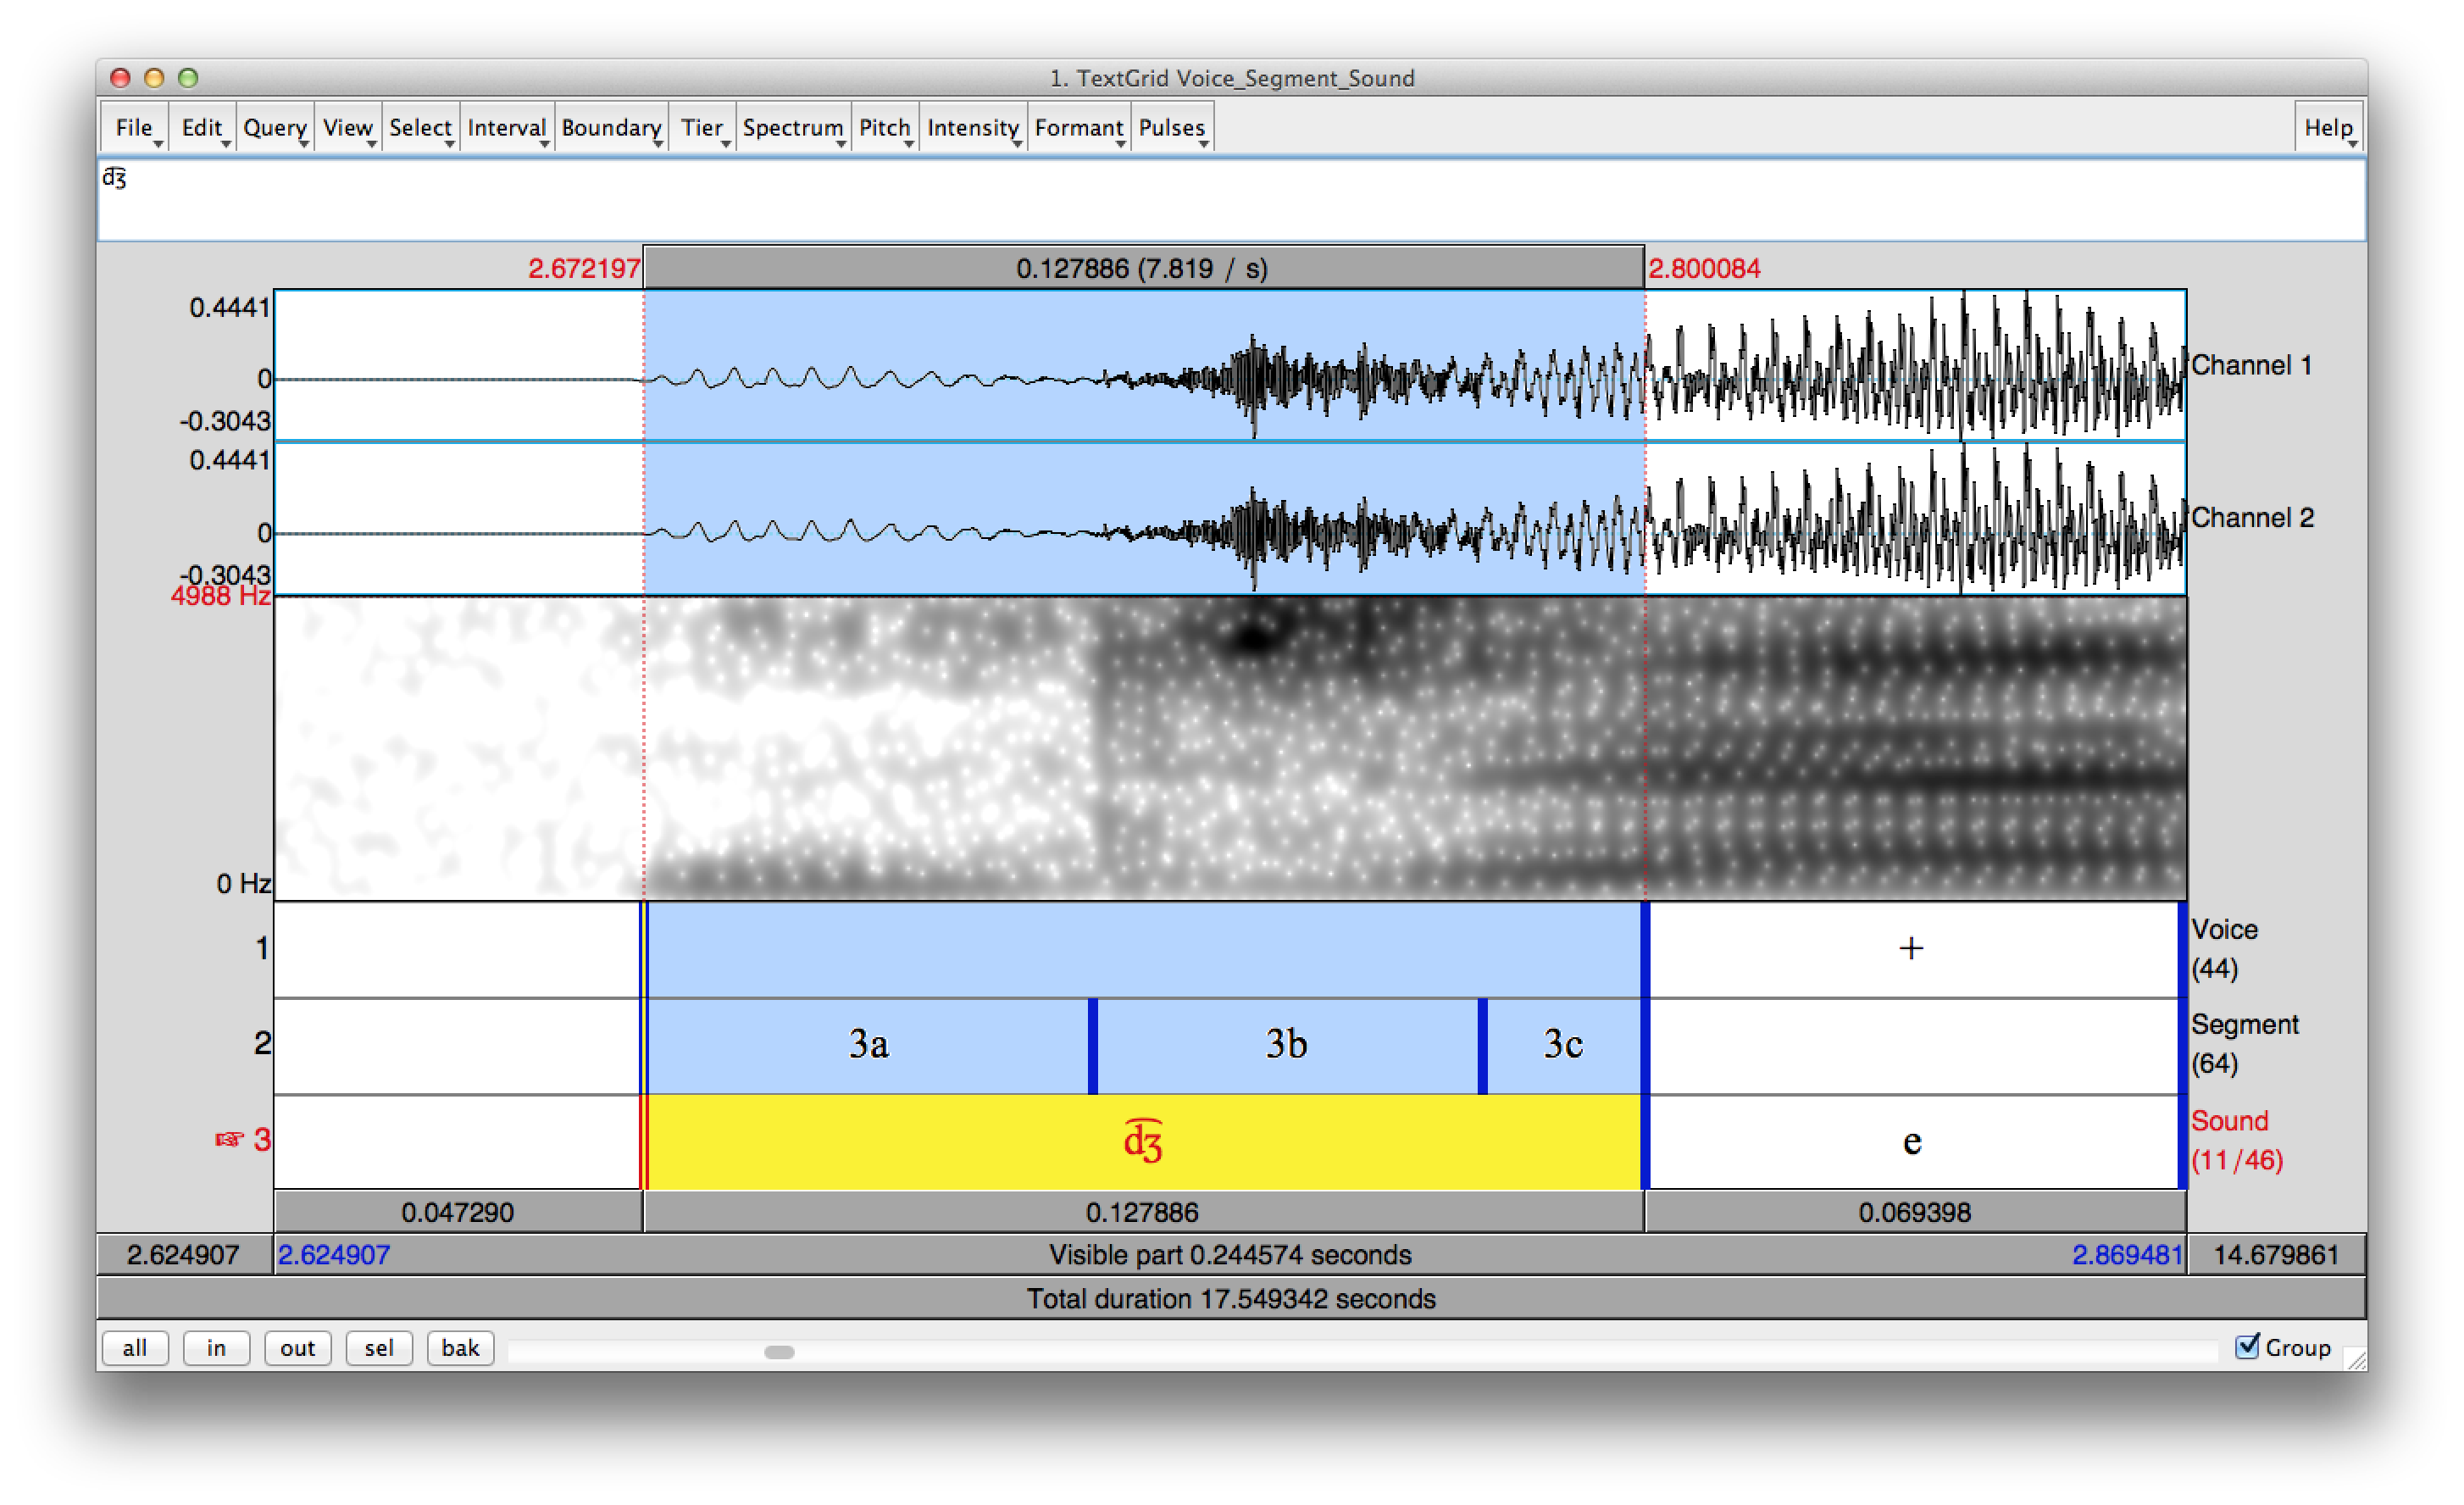 1. TextGrid Voice_Segment_Sound
File Edit Query View Select Interval Boundary Tier Spectrum Pitch Intensity Formant Pulses Help
d͡ʒ
2.672197 0.127886 (7.819 / s) 2.800084
0.4441
0 Channel 1
-0.3043
0.4441
0 Channel 2
-0.3043
4988 Hz
0 Hz
1 + Voice
(44)
2 3a 3b 3c Segment
(64)
☞ 3 d͡ʒ e Sound
(11/46)
0.047290 0.127886 0.069398
2.624907 2.624907 Visible part 0.244574 seconds 2.869481 14.679861
Total duration 17.549342 seconds
all in out sel bak Group